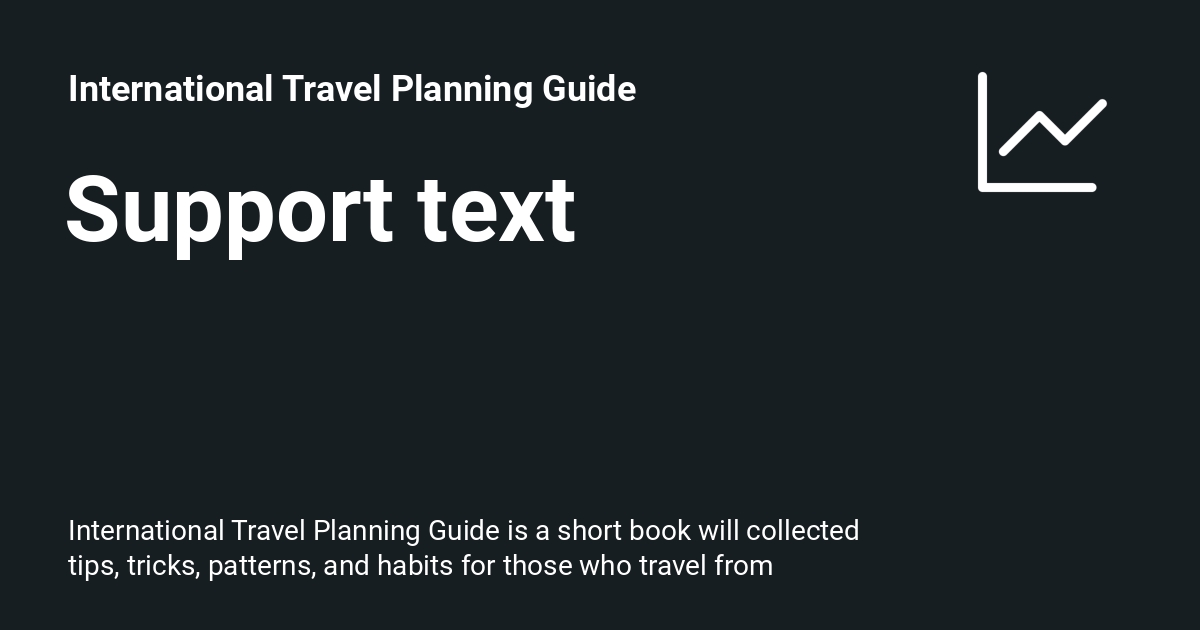 International Travel Planning Guide
Support text
International Travel Planning Guide is a short book will collected
tips, tricks, patterns, and habits for those who travel from